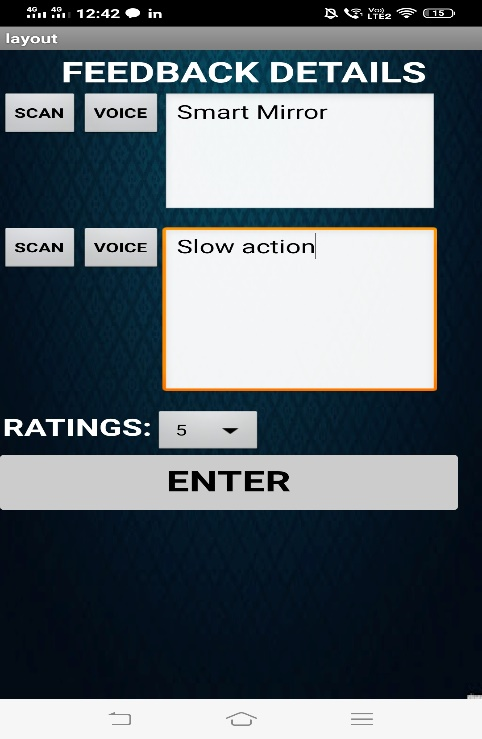 4G 4G 12:42 in Vo)) LTE2 15
layout
FEEDBACK DETAILS
SCAN VOICE Smart Mirror
SCAN VOICE Slow action
RATINGS: 5
ENTER